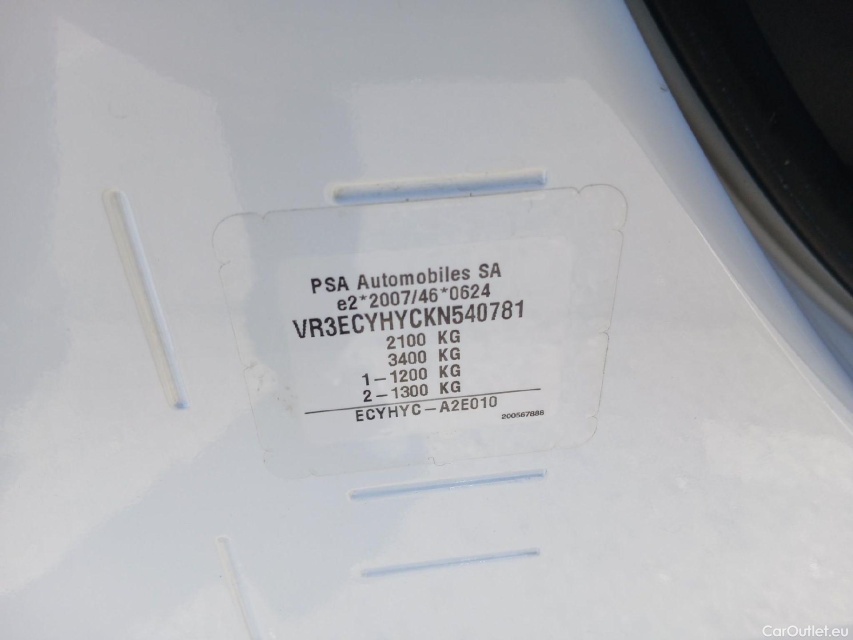 PSA Automobiles SA
e2*2007/46*0624
VR3ECYHYCKN540781
2100 KG
3400 KG
1-1200 KG
2-1300 KG
ECYHYC-A2E010
200567888
CarOutlet.eu